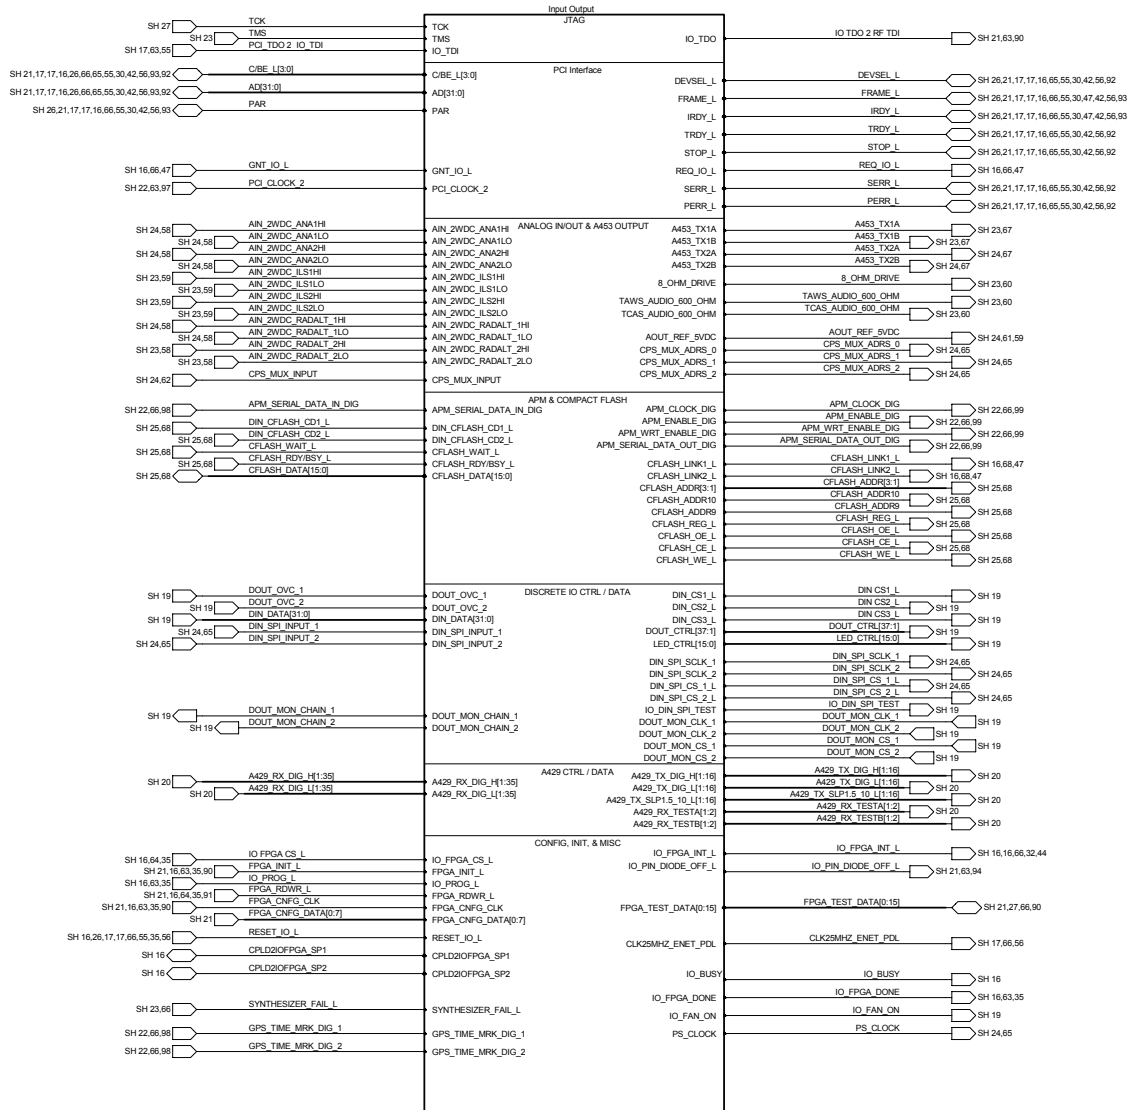 Input Output
JTAG
SH 27 TCK TCK
SH 23 TMS TMS
SH 17,63,55 PCI_TDO 2 IO_TDI IO_TDI
IO_TDO IO TDO 2 RF TDI SH 21,63,90
PCI Interface
SH 21,17,17,16,26,66,65,55,30,42,56,93,92 C/BE_L[3:0] C/BE_L[3:0]
SH 21,17,17,16,26,66,65,55,30,42,56,93,92 AD[31:0] AD[31:0]
SH 26,21,17,17,16,66,55,30,42,56,93 PAR PAR
SH 16,66,47 GNT_IO_L GNT_IO_L
SH 22,63,97 PCI_CLOCK_2 PCI_CLOCK_2
DEVSEL_L DEVSEL_L SH 26,21,17,17,16,65,55,30,42,56,92
FRAME_L FRAME_L SH 26,21,17,17,16,66,55,30,47,42,56,93
IRDY_L IRDY_L SH 26,21,17,17,16,66,55,30,47,42,56,93
TRDY_L TRDY_L SH 26,21,17,17,16,65,55,30,42,56,92
STOP_L STOP_L SH 26,21,17,17,16,65,55,30,42,56,92
REQ_IO_L REQ_IO_L SH 16,66,47
SERR_L SERR_L SH 26,21,17,17,16,65,55,30,42,56,92
PERR_L PERR_L SH 26,21,17,17,16,65,55,30,42,56,92
ANALOG IN/OUT & A453 OUTPUT
SH 24,58 AIN_2WDC_ANA1HI AIN_2WDC_ANA1HI
SH 24,58 AIN_2WDC_ANA1LO AIN_2WDC_ANA1LO
SH 24,58 AIN_2WDC_ANA2HI AIN_2WDC_ANA2HI
SH 24,58 AIN_2WDC_ANA2LO AIN_2WDC_ANA2LO
SH 23,59 AIN_2WDC_ILS1HI AIN_2WDC_ILS1HI
SH 23,59 AIN_2WDC_ILS1LO AIN_2WDC_ILS1LO
SH 23,59 AIN_2WDC_ILS2HI AIN_2WDC_ILS2HI
SH 23,59 AIN_2WDC_ILS2LO AIN_2WDC_ILS2LO
SH 24,58 AIN_2WDC_RADALT_1HI AIN_2WDC_RADALT_1HI
SH 24,58 AIN_2WDC_RADALT_1LO AIN_2WDC_RADALT_1LO
SH 23,58 AIN_2WDC_RADALT_2HI AIN_2WDC_RADALT_2HI
SH 23,58 AIN_2WDC_RADALT_2LO AIN_2WDC_RADALT_2LO
SH 24,62 CPS_MUX_INPUT CPS_MUX_INPUT
A453_TX1A A453_TX1A SH 23,67
A453_TX1B A453_TX1B SH 23,67
A453_TX2A A453_TX2A SH 24,67
A453_TX2B A453_TX2B SH 24,67
8_OHM_DRIVE 8_OHM_DRIVE SH 23,60
TAWS_AUDIO_600_OHM TAWS_AUDIO_600_OHM SH 23,60
TCAS_AUDIO_600_OHM TCAS_AUDIO_600_OHM SH 23,60
AOUT_REF_5VDC AOUT_REF_5VDC SH 24,61,59
CPS_MUX_ADRS_0 CPS_MUX_ADRS_0 SH 24,65
CPS_MUX_ADRS_1 CPS_MUX_ADRS_1 SH 24,65
CPS_MUX_ADRS_2 CPS_MUX_ADRS_2 SH 24,65
APM & COMPACT FLASH
SH 22,66,98 APM_SERIAL_DATA_IN_DIG APM_SERIAL_DATA_IN_DIG
SH 25,68 DIN_CFLASH_CD1_L DIN_CFLASH_CD1_L
SH 25,68 DIN_CFLASH_CD2_L DIN_CFLASH_CD2_L
SH 25,68 CFLASH_WAIT_L CFLASH_WAIT_L
SH 25,68 CFLASH_RDY/BSY_L CFLASH_RDY/BSY_L
SH 25,68 CFLASH_DATA[15:0] CFLASH_DATA[15:0]
APM_CLOCK_DIG APM_CLOCK_DIG SH 22,66,99
APM_ENABLE_DIG APM_ENABLE_DIG SH 22,66,99
APM_WRT_ENABLE_DIG APM_WRT_ENABLE_DIG SH 22,66,99
APM_SERIAL_DATA_OUT_DIG APM_SERIAL_DATA_OUT_DIG SH 22,66,99
CFLASH_LINK1_L CFLASH_LINK1_L SH 16,68,47
CFLASH_LINK2_L CFLASH_LINK2_L SH 16,68,47
CFLASH_ADDR[3:1] CFLASH_ADDR[3:1] SH 25,68
CFLASH_ADDR10 CFLASH_ADDR10 SH 25,68
CFLASH_ADDR9 CFLASH_ADDR9 SH 25,68
CFLASH_REG_L CFLASH_REG_L SH 25,68
CFLASH_OE_L CFLASH_OE_L SH 25,68
CFLASH_CE_L CFLASH_CE_L SH 25,68
CFLASH_WE_L CFLASH_WE_L SH 25,68
DISCRETE IO CTRL / DATA
SH 19 DOUT_OVC_1 DOUT_OVC_1
SH 19 DOUT_OVC_2 DOUT_OVC_2
SH 19 DIN_DATA[31:0] DIN_DATA[31:0]
SH 24,65 DIN_SPI_INPUT_1 DIN_SPI_INPUT_1
SH 24,65 DIN_SPI_INPUT_2 DIN_SPI_INPUT_2
SH 19 DOUT_MON_CHAIN_1 DOUT_MON_CHAIN_1
SH 19 DOUT_MON_CHAIN_2 DOUT_MON_CHAIN_2
DIN_CS1_L DIN CS1_L SH 19
DIN_CS2_L DIN CS2_L SH 19
DIN_CS3_L DIN CS3_L SH 19
DOUT_CTRL[37:1] DOUT_CTRL[37:1] SH 19
LED_CTRL[15:0] LED_CTRL[15:0] SH 19
DIN_SPI_SCLK_1 DIN_SPI_SCLK_1 SH 24,65
DIN_SPI_SCLK_2 DIN_SPI_SCLK_2 SH 24,65
DIN_SPI_CS_1_L DIN_SPI_CS_1_L SH 24,65
DIN_SPI_CS_2_L DIN_SPI_CS_2_L SH 24,65
IO_DIN_SPI_TEST IO_DIN_SPI_TEST SH 19
DOUT_MON_CLK_1 DOUT_MON_CLK_1 SH 19
DOUT_MON_CLK_2 DOUT_MON_CLK_2 SH 19
DOUT_MON_CS_1 DOUT_MON_CS_1 SH 19
DOUT_MON_CS_2 DOUT_MON_CS_2 SH 19
A429 CTRL / DATA
SH 20 A429_RX_DIG_H[1:35] A429_RX_DIG_H[1:35]
SH 20 A429_RX_DIG_L[1:35] A429_RX_DIG_L[1:35]
A429_TX_DIG_H[1:16] A429_TX_DIG_H[1:16] SH 20
A429_TX_DIG_L[1:16] A429_TX_DIG_L[1:16] SH 20
A429_TX_SLP1.5_10_L[1:16] A429_TX_SLP1.5_10_L[1:16] SH 20
A429_RX_TESTA[1:2] A429_RX_TESTA[1:2] SH 20
A429_RX_TESTB[1:2] A429_RX_TESTB[1:2] SH 20
CONFIG, INIT, & MISC
SH 16,64,35 IO FPGA CS_L IO_FPGA_CS_L
SH 21,16,63,35,90 FPGA_INIT_L FPGA_INIT_L
SH 16,63,35 IO_PROG_L IO_PROG_L
SH 21,16,64,35,91 FPGA_RDWR_L FPGA_RDWR_L
SH 21,16,63,35,90 FPGA_CNFG_CLK FPGA_CNFG_CLK
SH 21 FPGA_CNFG_DATA[0:7] FPGA_CNFG_DATA[0:7]
SH 16,26,17,17,66,55,35,56 RESET_IO_L RESET_IO_L
SH 16 CPLD2IOFPGA_SP1 CPLD2IOFPGA_SP1
SH 16 CPLD2IOFPGA_SP2 CPLD2IOFPGA_SP2
SH 23,66 SYNTHESIZER_FAIL_L SYNTHESIZER_FAIL_L
SH 22,66,98 GPS_TIME_MRK_DIG_1 GPS_TIME_MRK_DIG_1
SH 22,66,98 GPS_TIME_MRK_DIG_2 GPS_TIME_MRK_DIG_2
IO_FPGA_INT_L IO_FPGA_INT_L SH 16,16,66,32,44
IO_PIN_DIODE_OFF_L IO_PIN_DIODE_OFF_L SH 21,63,94
FPGA_TEST_DATA[0:15] FPGA_TEST_DATA[0:15] SH 21,27,66,90
CLK25MHZ_ENET_PDL CLK25MHZ_ENET_PDL SH 17,66,56
IO_BUSY IO_BUSY SH 16
IO_FPGA_DONE IO_FPGA_DONE SH 16,63,35
IO_FAN_ON IO_FAN_ON SH 19
PS_CLOCK PS_CLOCK SH 24,65